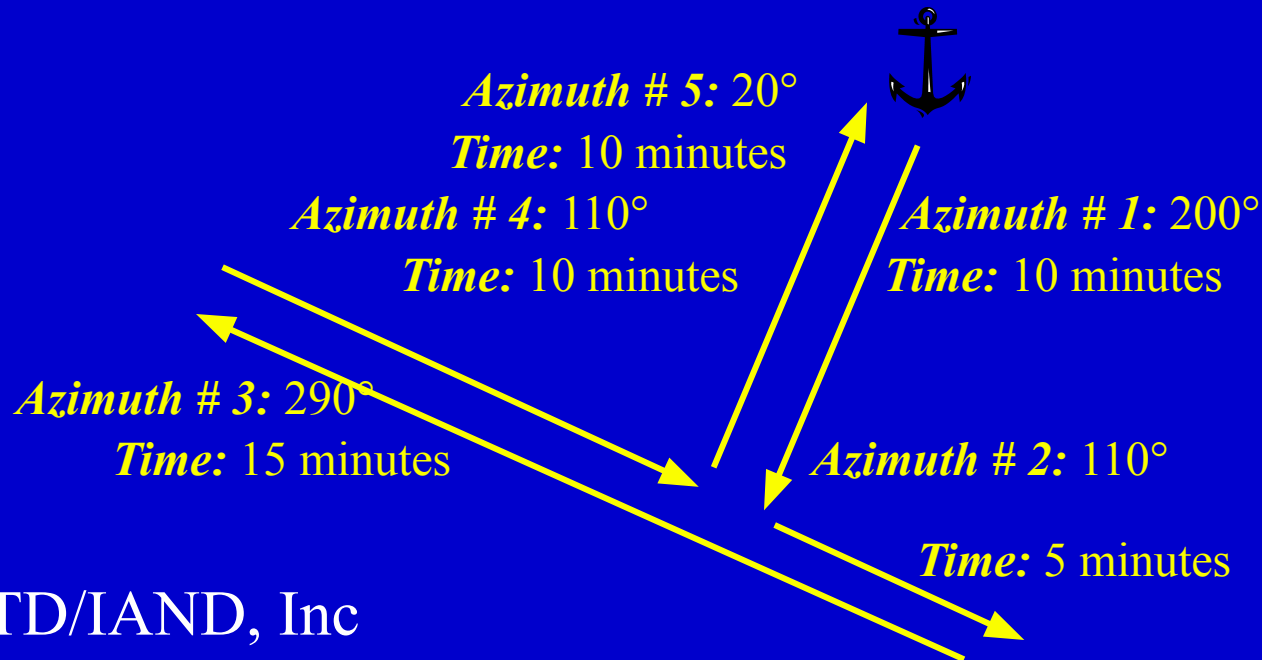 Azimuth # 5: 20°
Time: 10 minutes
Azimuth # 4: 110°
Time: 10 minutes
Azimuth # 1: 200°
Time: 10 minutes
Azimuth # 3: 290°
Time: 15 minutes
Azimuth # 2: 110°
Time: 5 minutes
TD/IAND, Inc